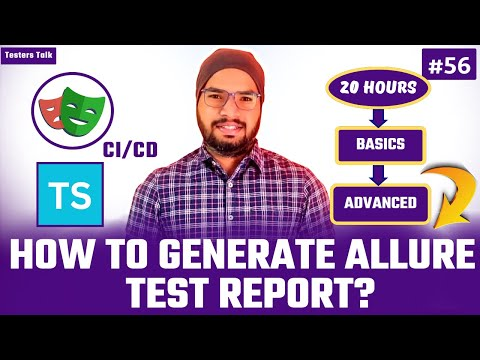 Testers Talk
#56
20 HOURS
CI/CD
BASICS
TS
ADVANCED
HOW TO GENERATE ALLURE
TEST REPORT?